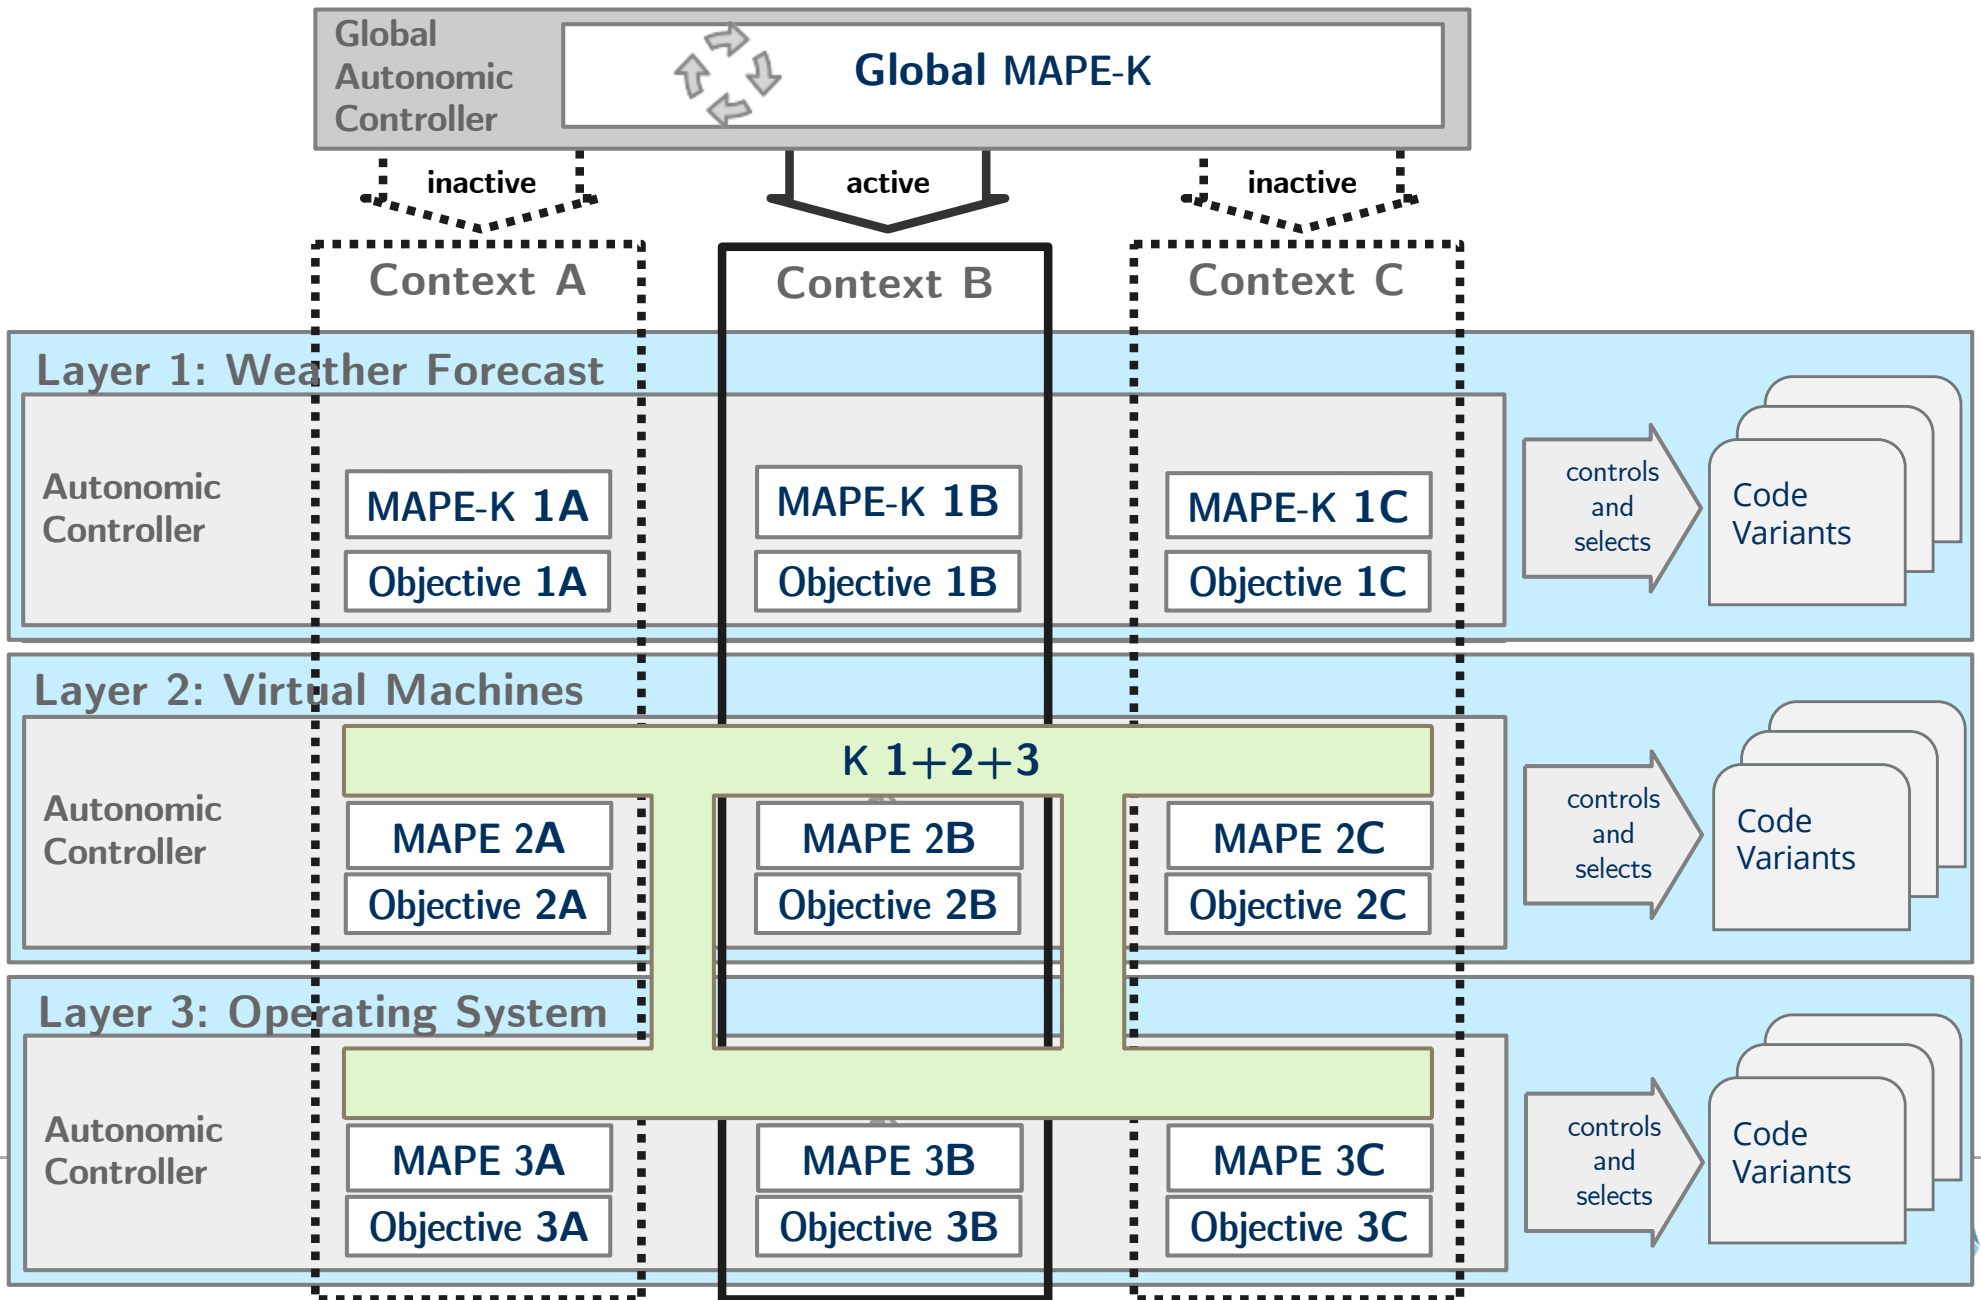 Global
Autonomic
Controller
Global MAPE-K
inactive
active
inactive
Context A
Context B
Context C
Layer 1: Weather Forecast
Autonomic
Controller
MAPE-K 1A
MAPE-K 1B
MAPE-K 1C
Objective 1A
Objective 1B
Objective 1C
controls
and
selects
Code
Variants
Layer 2: Virtual Machines
K 1+2+3
Autonomic
Controller
MAPE 2A
MAPE 2B
MAPE 2C
Objective 2A
Objective 2B
Objective 2C
controls
and
selects
Code
Variants
Layer 3: Operating System
Autonomic
Controller
MAPE 3A
MAPE 3B
MAPE 3C
Objective 3A
Objective 3B
Objective 3C
controls
and
selects
Code
Variants